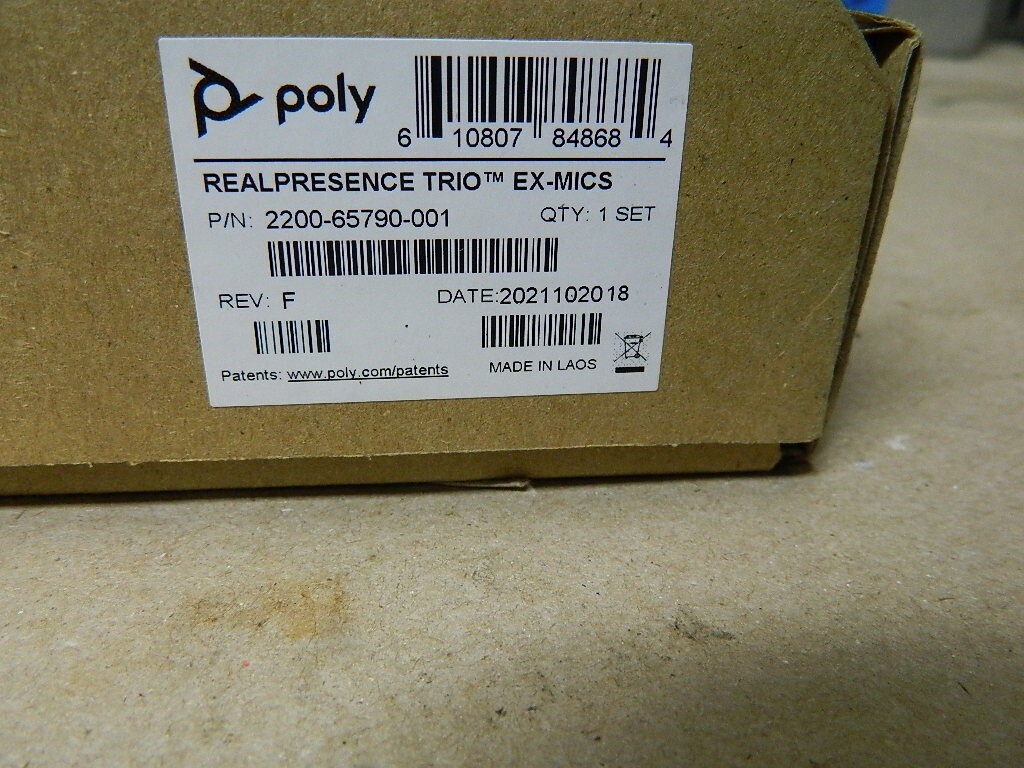 poly
6 10807 84868 4
REALPRESENCE TRIO™ EX-MICS
P/N: 2200-65790-001 QTY: 1 SET
REV: F DATE:2021102018
Patents: www.poly.com/patents MADE IN LAOS